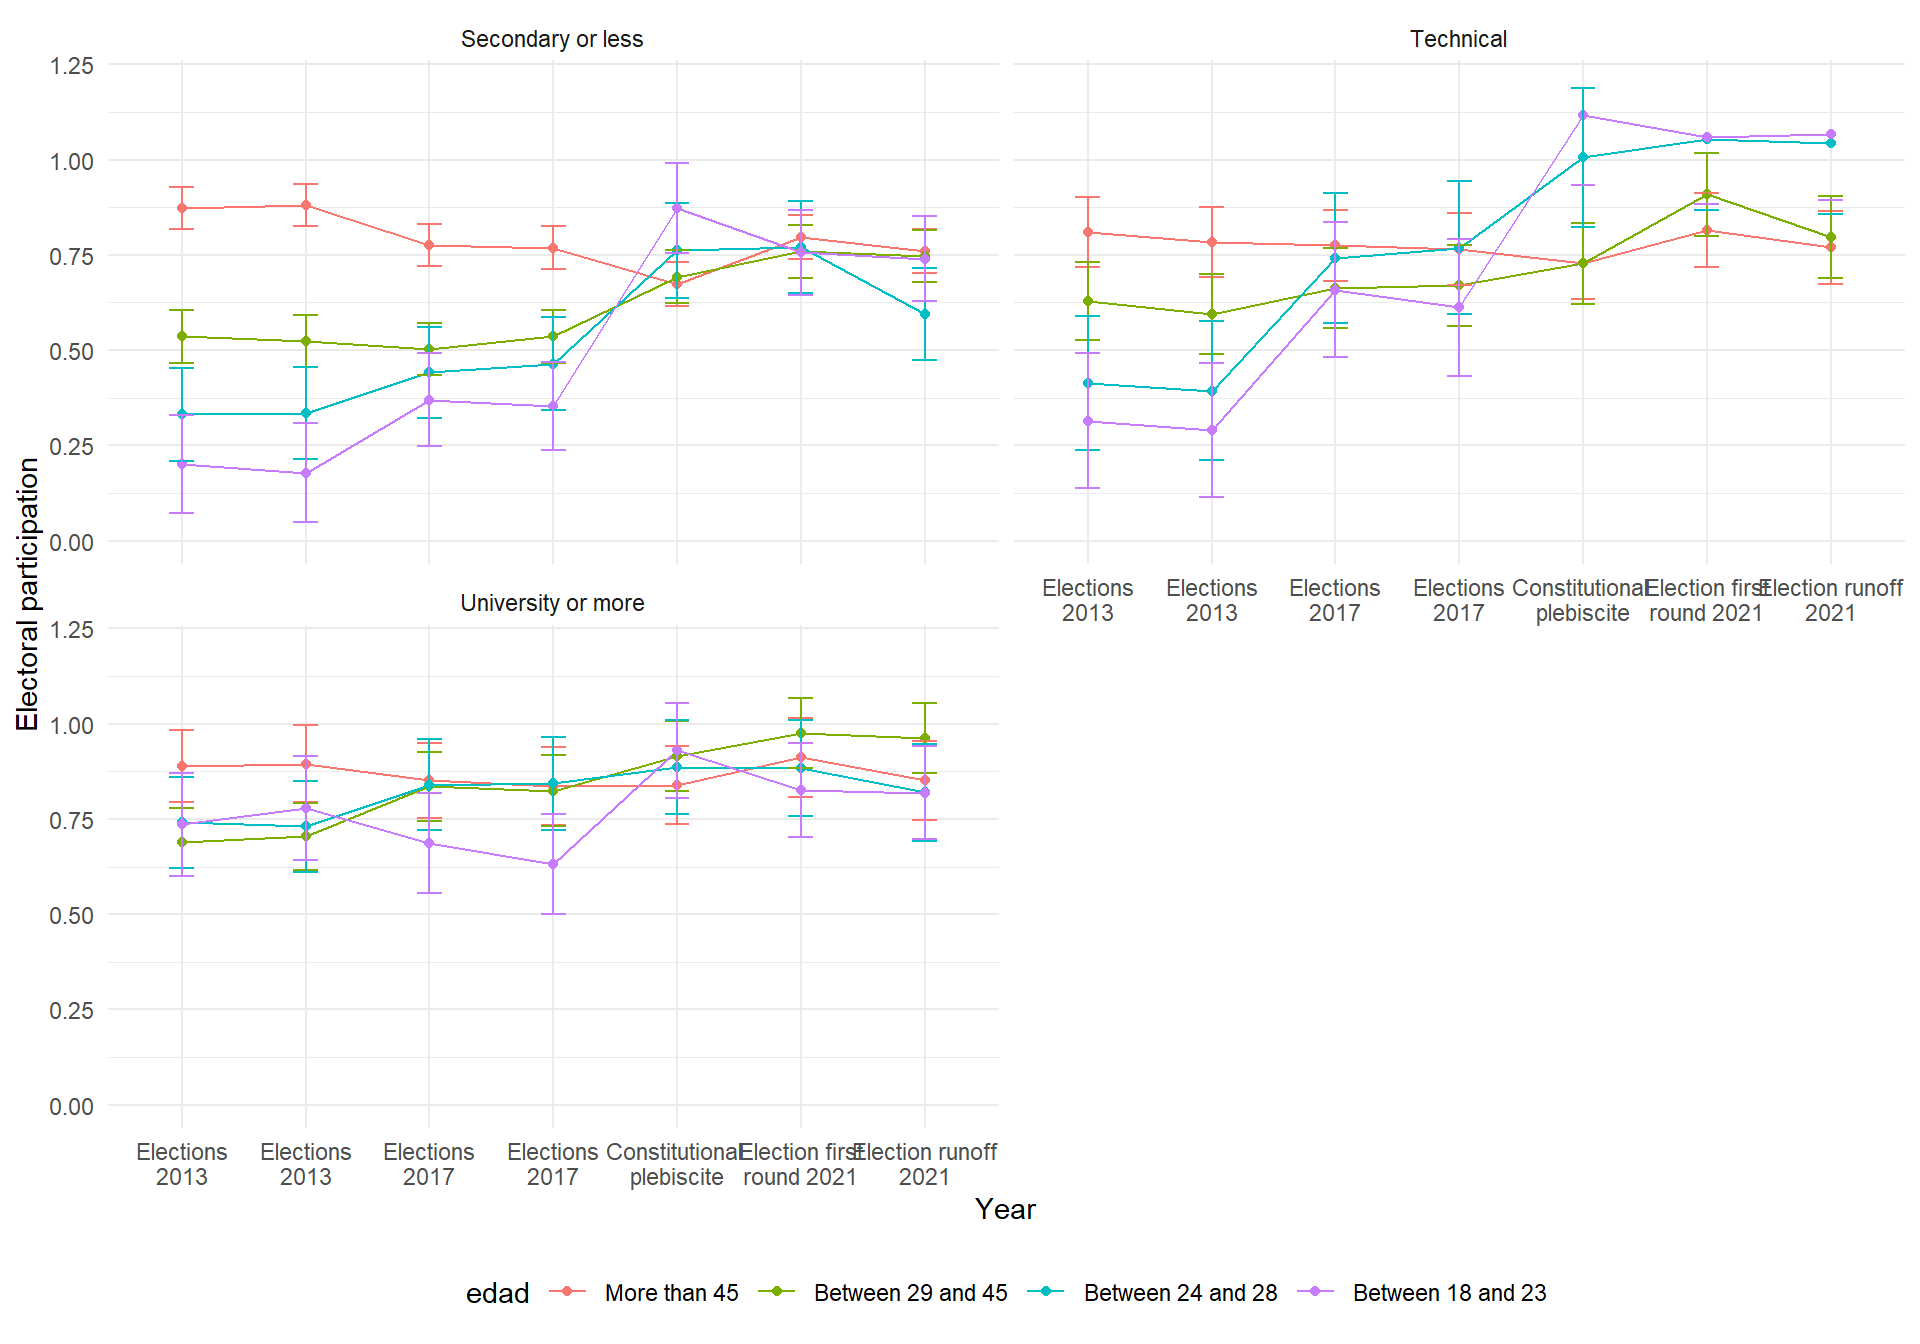 Secondary or less
Technical
1.25
1.00
0.75
0.50
0.25
0.00
Elections
2013
Elections
2013
Elections
2017
Elections
2017
Constitutional
plebiscite
Election first
round 2021
Election runoff
2021
University or more
1.25
1.00
0.75
0.50
0.25
0.00
Elections
2013
Elections
2013
Elections
2017
Elections
2017
Constitutional
plebiscite
Election first
round 2021
Election runoff
2021
Electoral participation
Year
edad
More than 45
Between 29 and 45
Between 24 and 28
Between 18 and 23